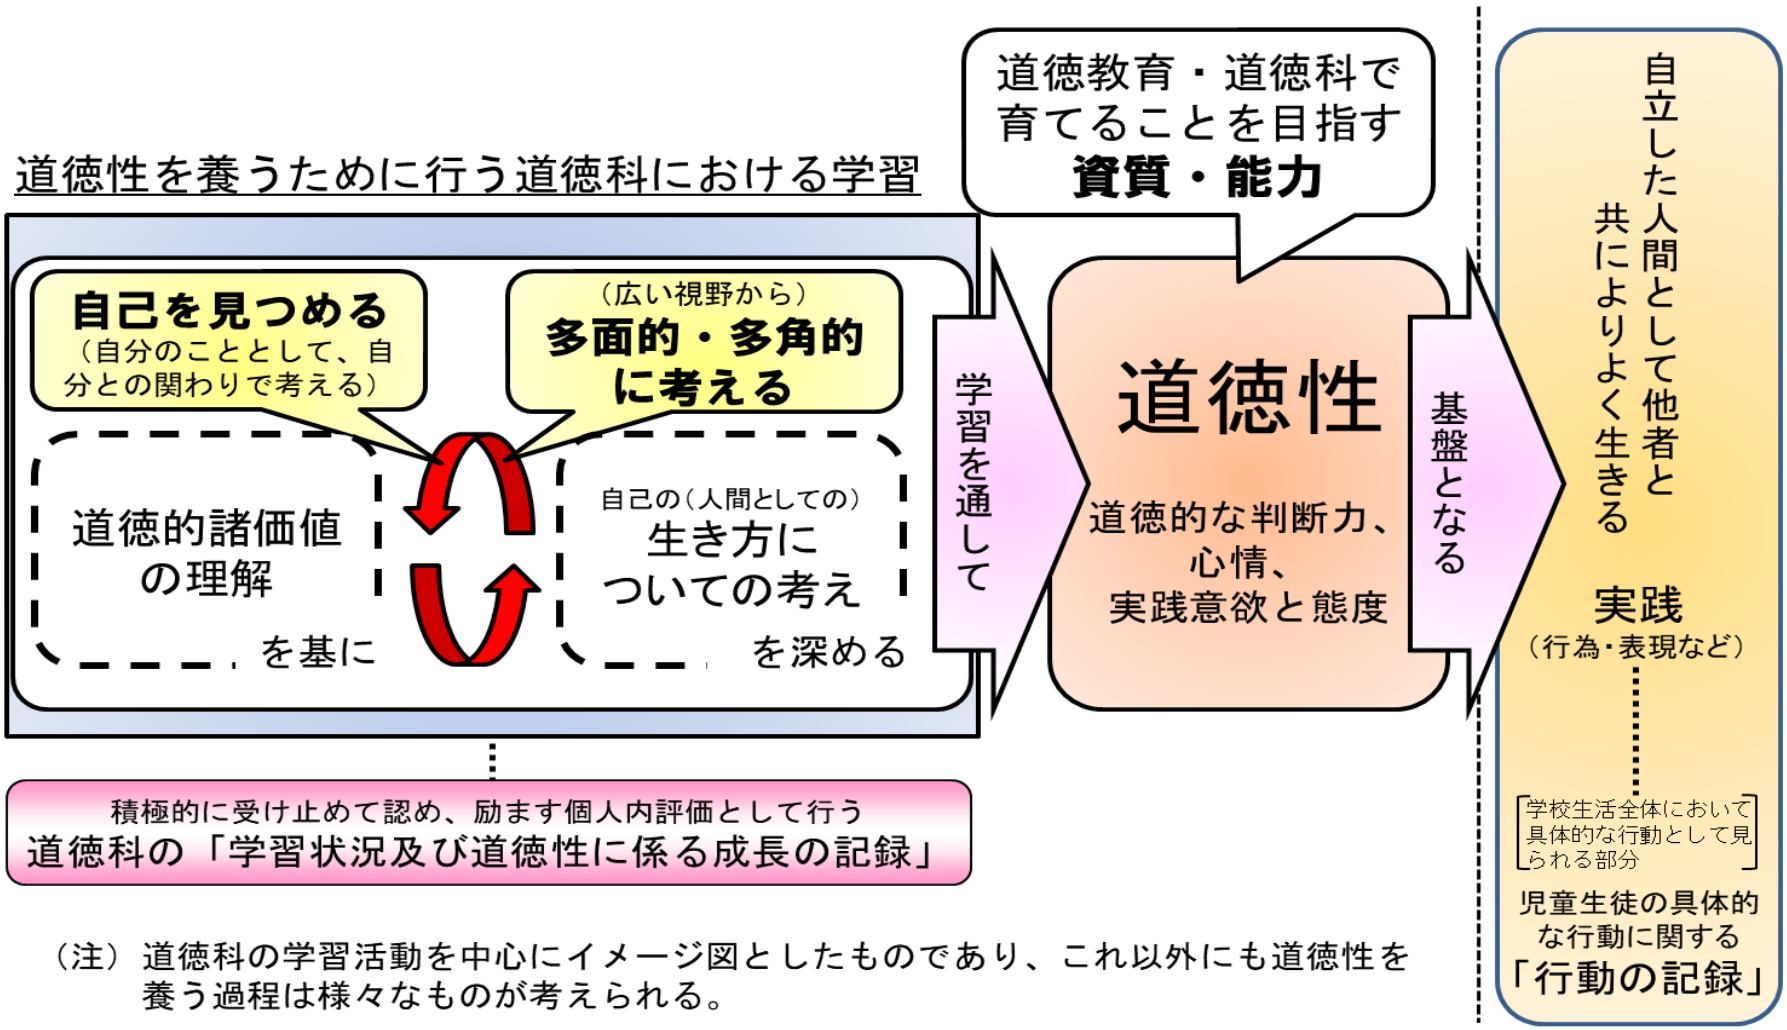 道徳性を養うために行う道徳科における学習
自己を見つめる
（自分のこととして、自
分との関わりで考える）
（広い視野から）
多面的・多角的
に考える
道徳的諸価値
の理解
を基に
自己の（人間としての）
生き方に
ついての考え
を深める
学習を通して
道徳教育・道徳科で
育てることを目指す
資質・能力
道徳性
道徳的な判断力、
心情、
実践意欲と態度
基盤となる
自立した人間として他者と
共によりよく生きる
実践
（行為・表現など）
学校生活全体において
具体的な行動として見
られる部分
児童生徒の具体的
な行動に関する
「行動の記録」
積極的に受け止めて認め、励ます個人内評価として行う
道徳科の「学習状況及び道徳性に係る成長の記録」
（注）道徳科の学習活動を中心にイメージ図としたものであり、これ以外にも道徳性を
養う過程は様々なものが考えられる。